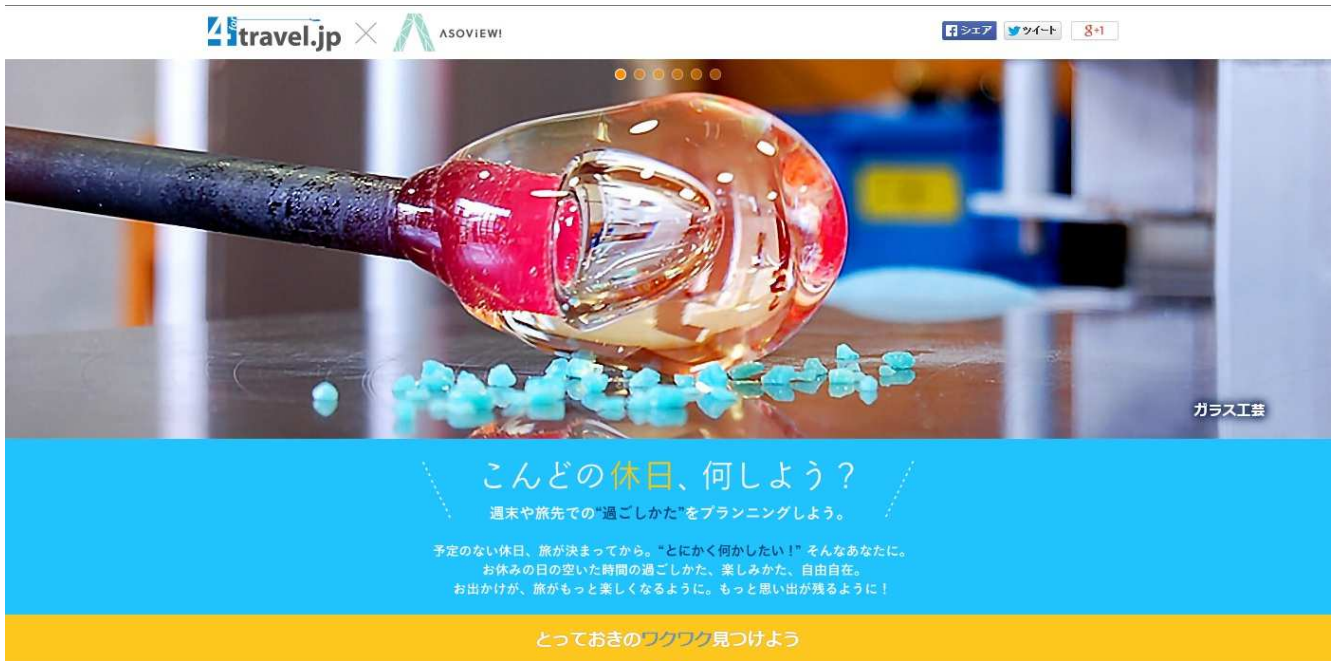 4travel.jp × ASOViEW!
シェア ツイート g+1
ガラス工芸
こんどの休日、何しよう？
週末や旅先での“過ごしかた”をプランニングしよう。
予定のない休日、旅が決まってから。“とにかく何かしたい！” そんなあなたに。
お休みの日の空いた時間の過ごしかた、楽しみかた、自由自在。
お出かけが、旅がもっと楽しくなるように。もっと思い出が残るように！
とっておきのワクワク見つけよう